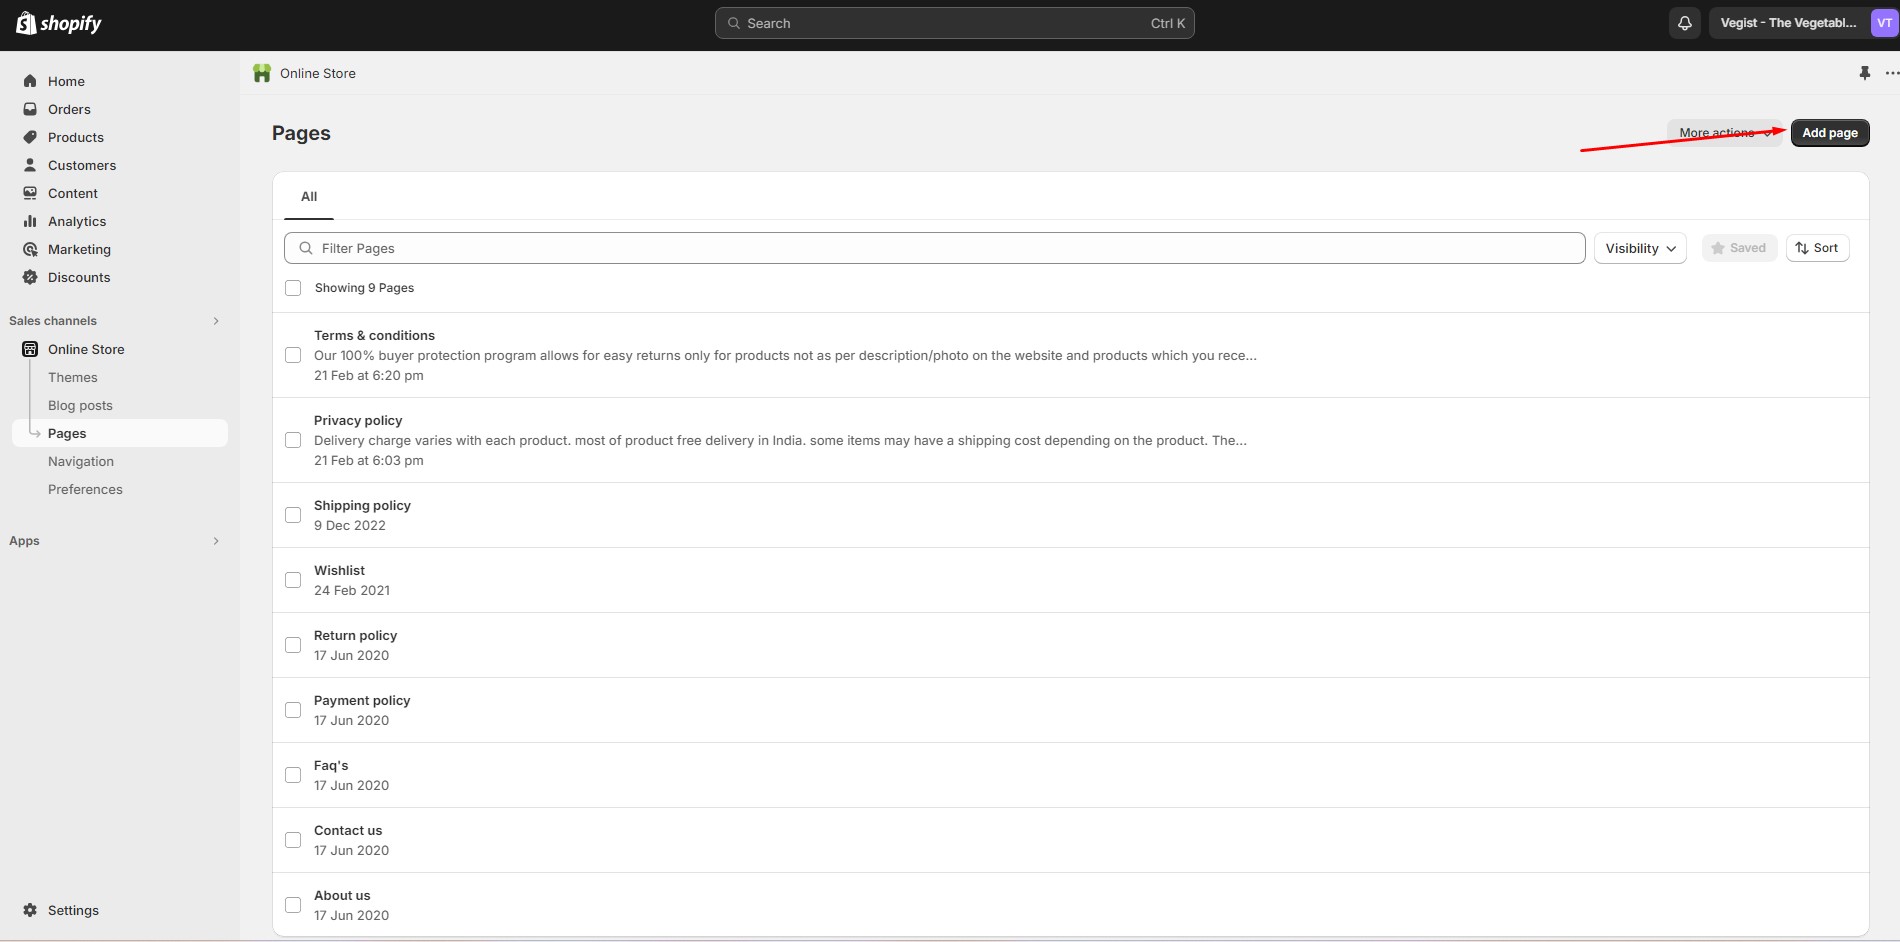 shopify
Search
Ctrl K
Vegist - The Vegetabl...
VT
Home
Orders
Products
Customers
Content
Analytics
Marketing
Discounts
Sales channels
Online Store
Themes
Blog posts
Pages
Navigation
Preferences
Apps
Settings
Online Store
Pages
More actions
Add page
All
Filter Pages
Visibility
Saved
Sort
Showing 9 Pages
Terms & conditions
Our 100% buyer protection program allows for easy returns only for products not as per description/photo on the website and products which you rece...
21 Feb at 6:20 pm
Privacy policy
Delivery charge varies with each product. most of product free delivery in India. some items may have a shipping cost depending on the product. The...
21 Feb at 6:03 pm
Shipping policy
9 Dec 2022
Wishlist
24 Feb 2021
Return policy
17 Jun 2020
Payment policy
17 Jun 2020
Faq's
17 Jun 2020
Contact us
17 Jun 2020
About us
17 Jun 2020